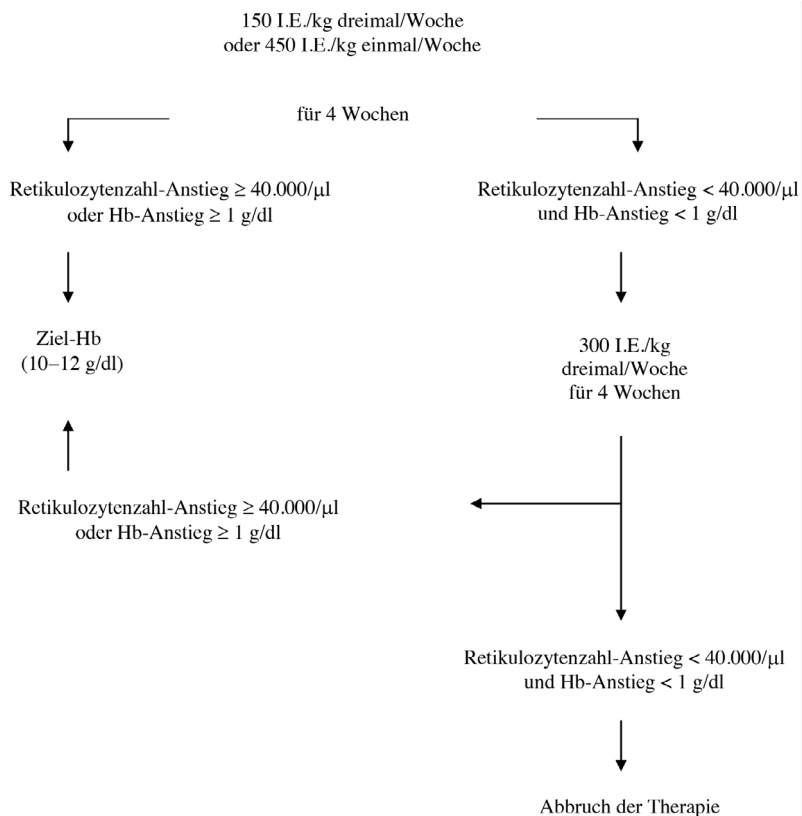 150 I.E./kg dreimal/Woche
oder 450 I.E./kg einmal/Woche
für 4 Wochen
Retikulozytenzahl-Anstieg ≥ 40.000/µl
oder Hb-Anstieg ≥ 1 g/dl
Retikulozytenzahl-Anstieg < 40.000/µl
und Hb-Anstieg < 1 g/dl
Ziel-Hb
(10–12 g/dl)
300 I.E./kg
dreimal/Woche
für 4 Wochen
Retikulozytenzahl-Anstieg ≥ 40.000/µl
oder Hb-Anstieg ≥ 1 g/dl
Retikulozytenzahl-Anstieg < 40.000/µl
und Hb-Anstieg < 1 g/dl
Abbruch der Therapie